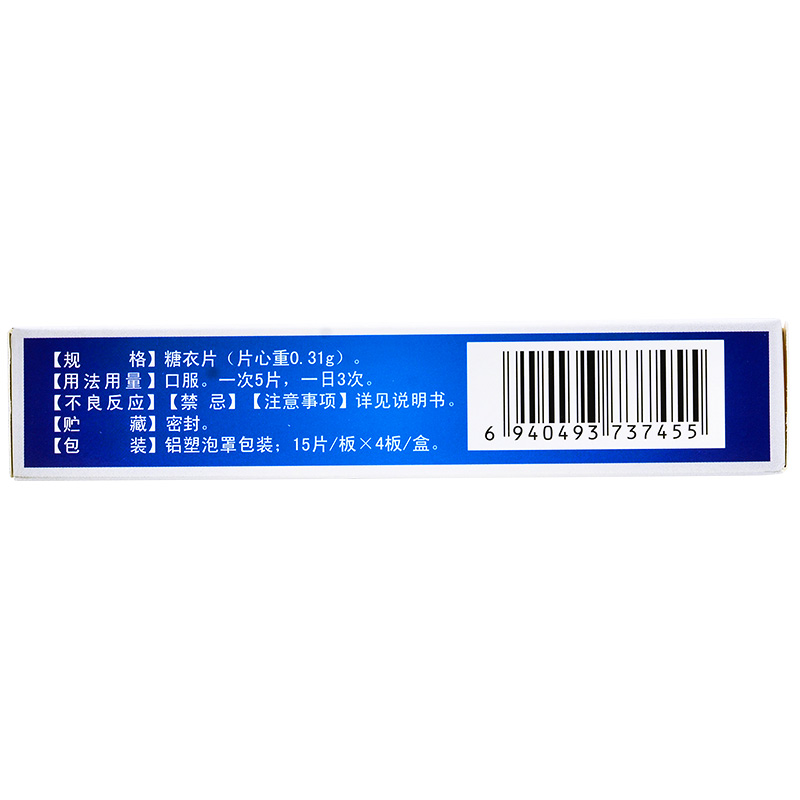 【规　　格】糖衣片（片心重0.31g）。
【用法用量】口服。一次5片，一日3次。
【不良反应】【禁 忌】【注意事项】详见说明书。
【贮　　藏】密封。
【包　　装】铝塑泡罩包装；15片/板×4板/盒。
6 940493 737455